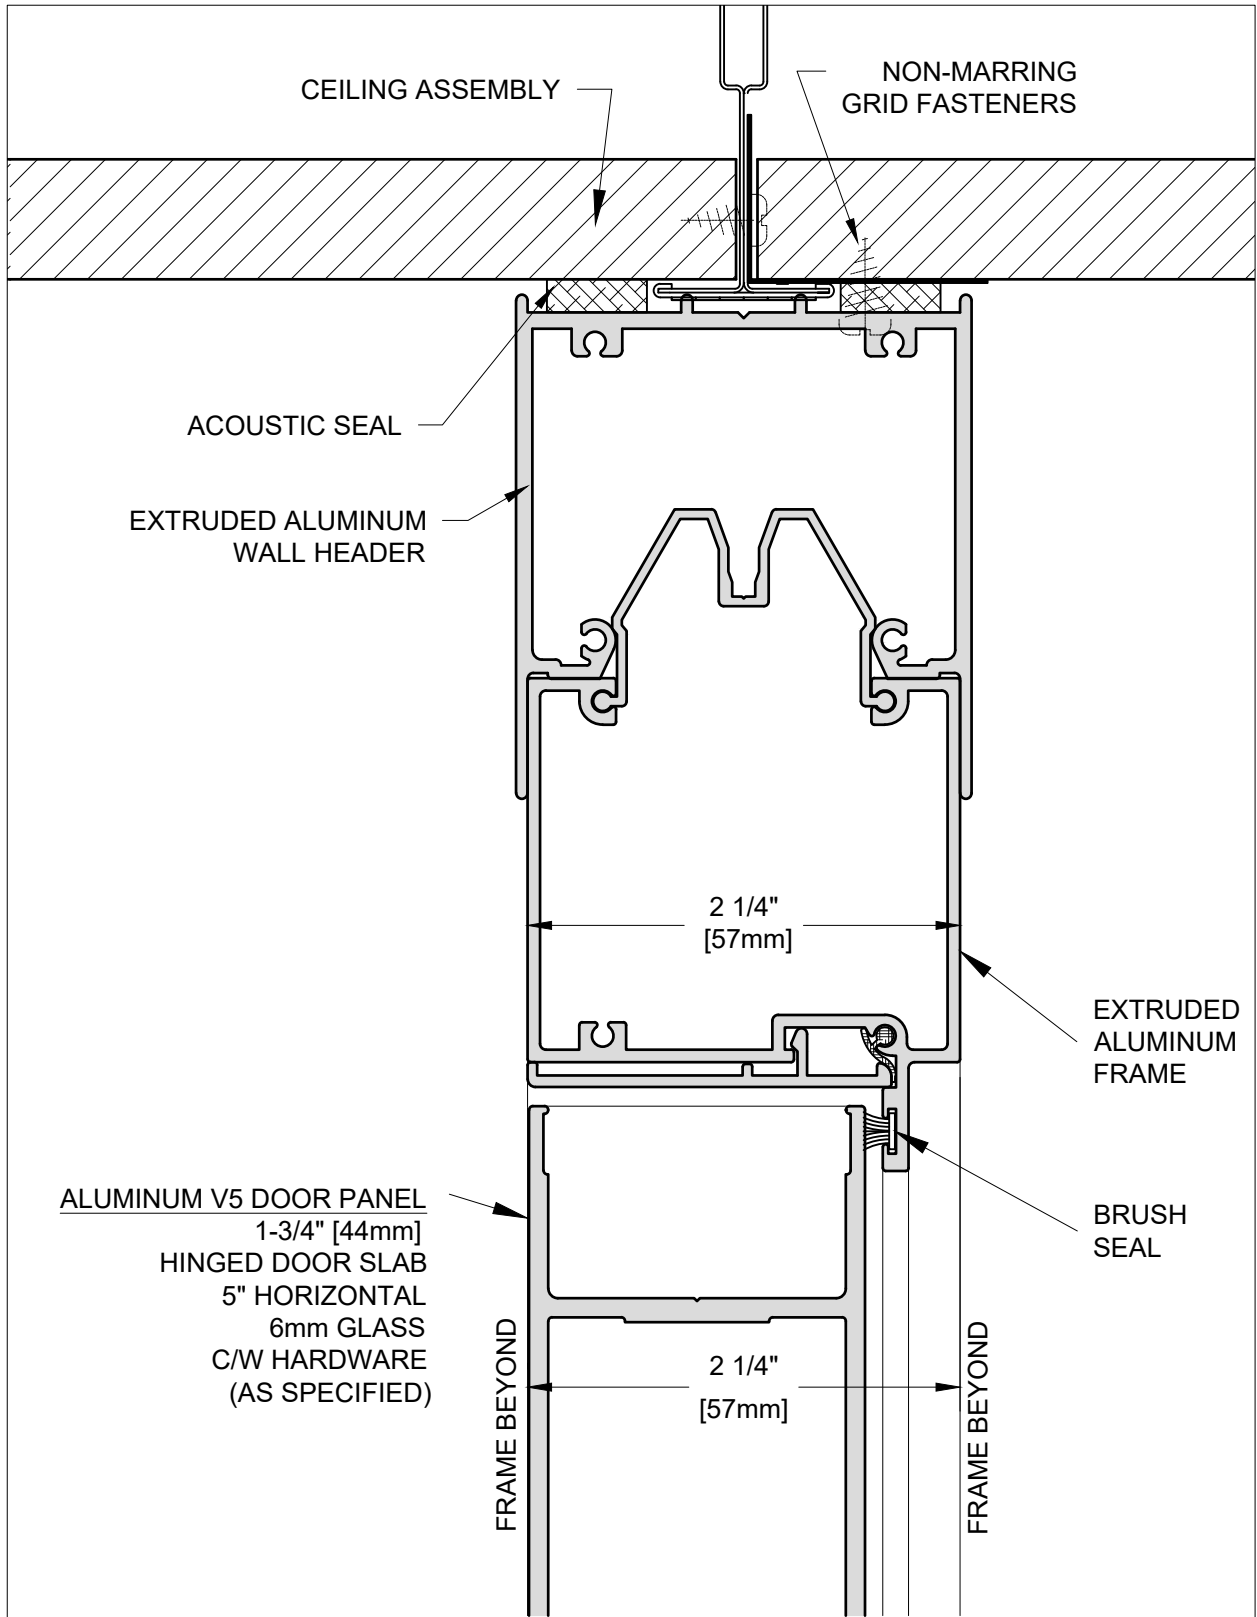 CEILING ASSEMBLY
NON-MARRING
GRID FASTENERS
ACOUSTIC SEAL
EXTRUDED ALUMINUM
WALL HEADER
2 1/4"
[57mm]
EXTRUDED
ALUMINUM
FRAME
BRUSH
SEAL
ALUMINUM V5 DOOR PANEL
1-3/4" [44mm]
HINGED DOOR SLAB
5" HORIZONTAL
6mm GLASS
C/W HARDWARE
(AS SPECIFIED)
FRAME BEYOND
2 1/4"
[57mm]
FRAME BEYOND